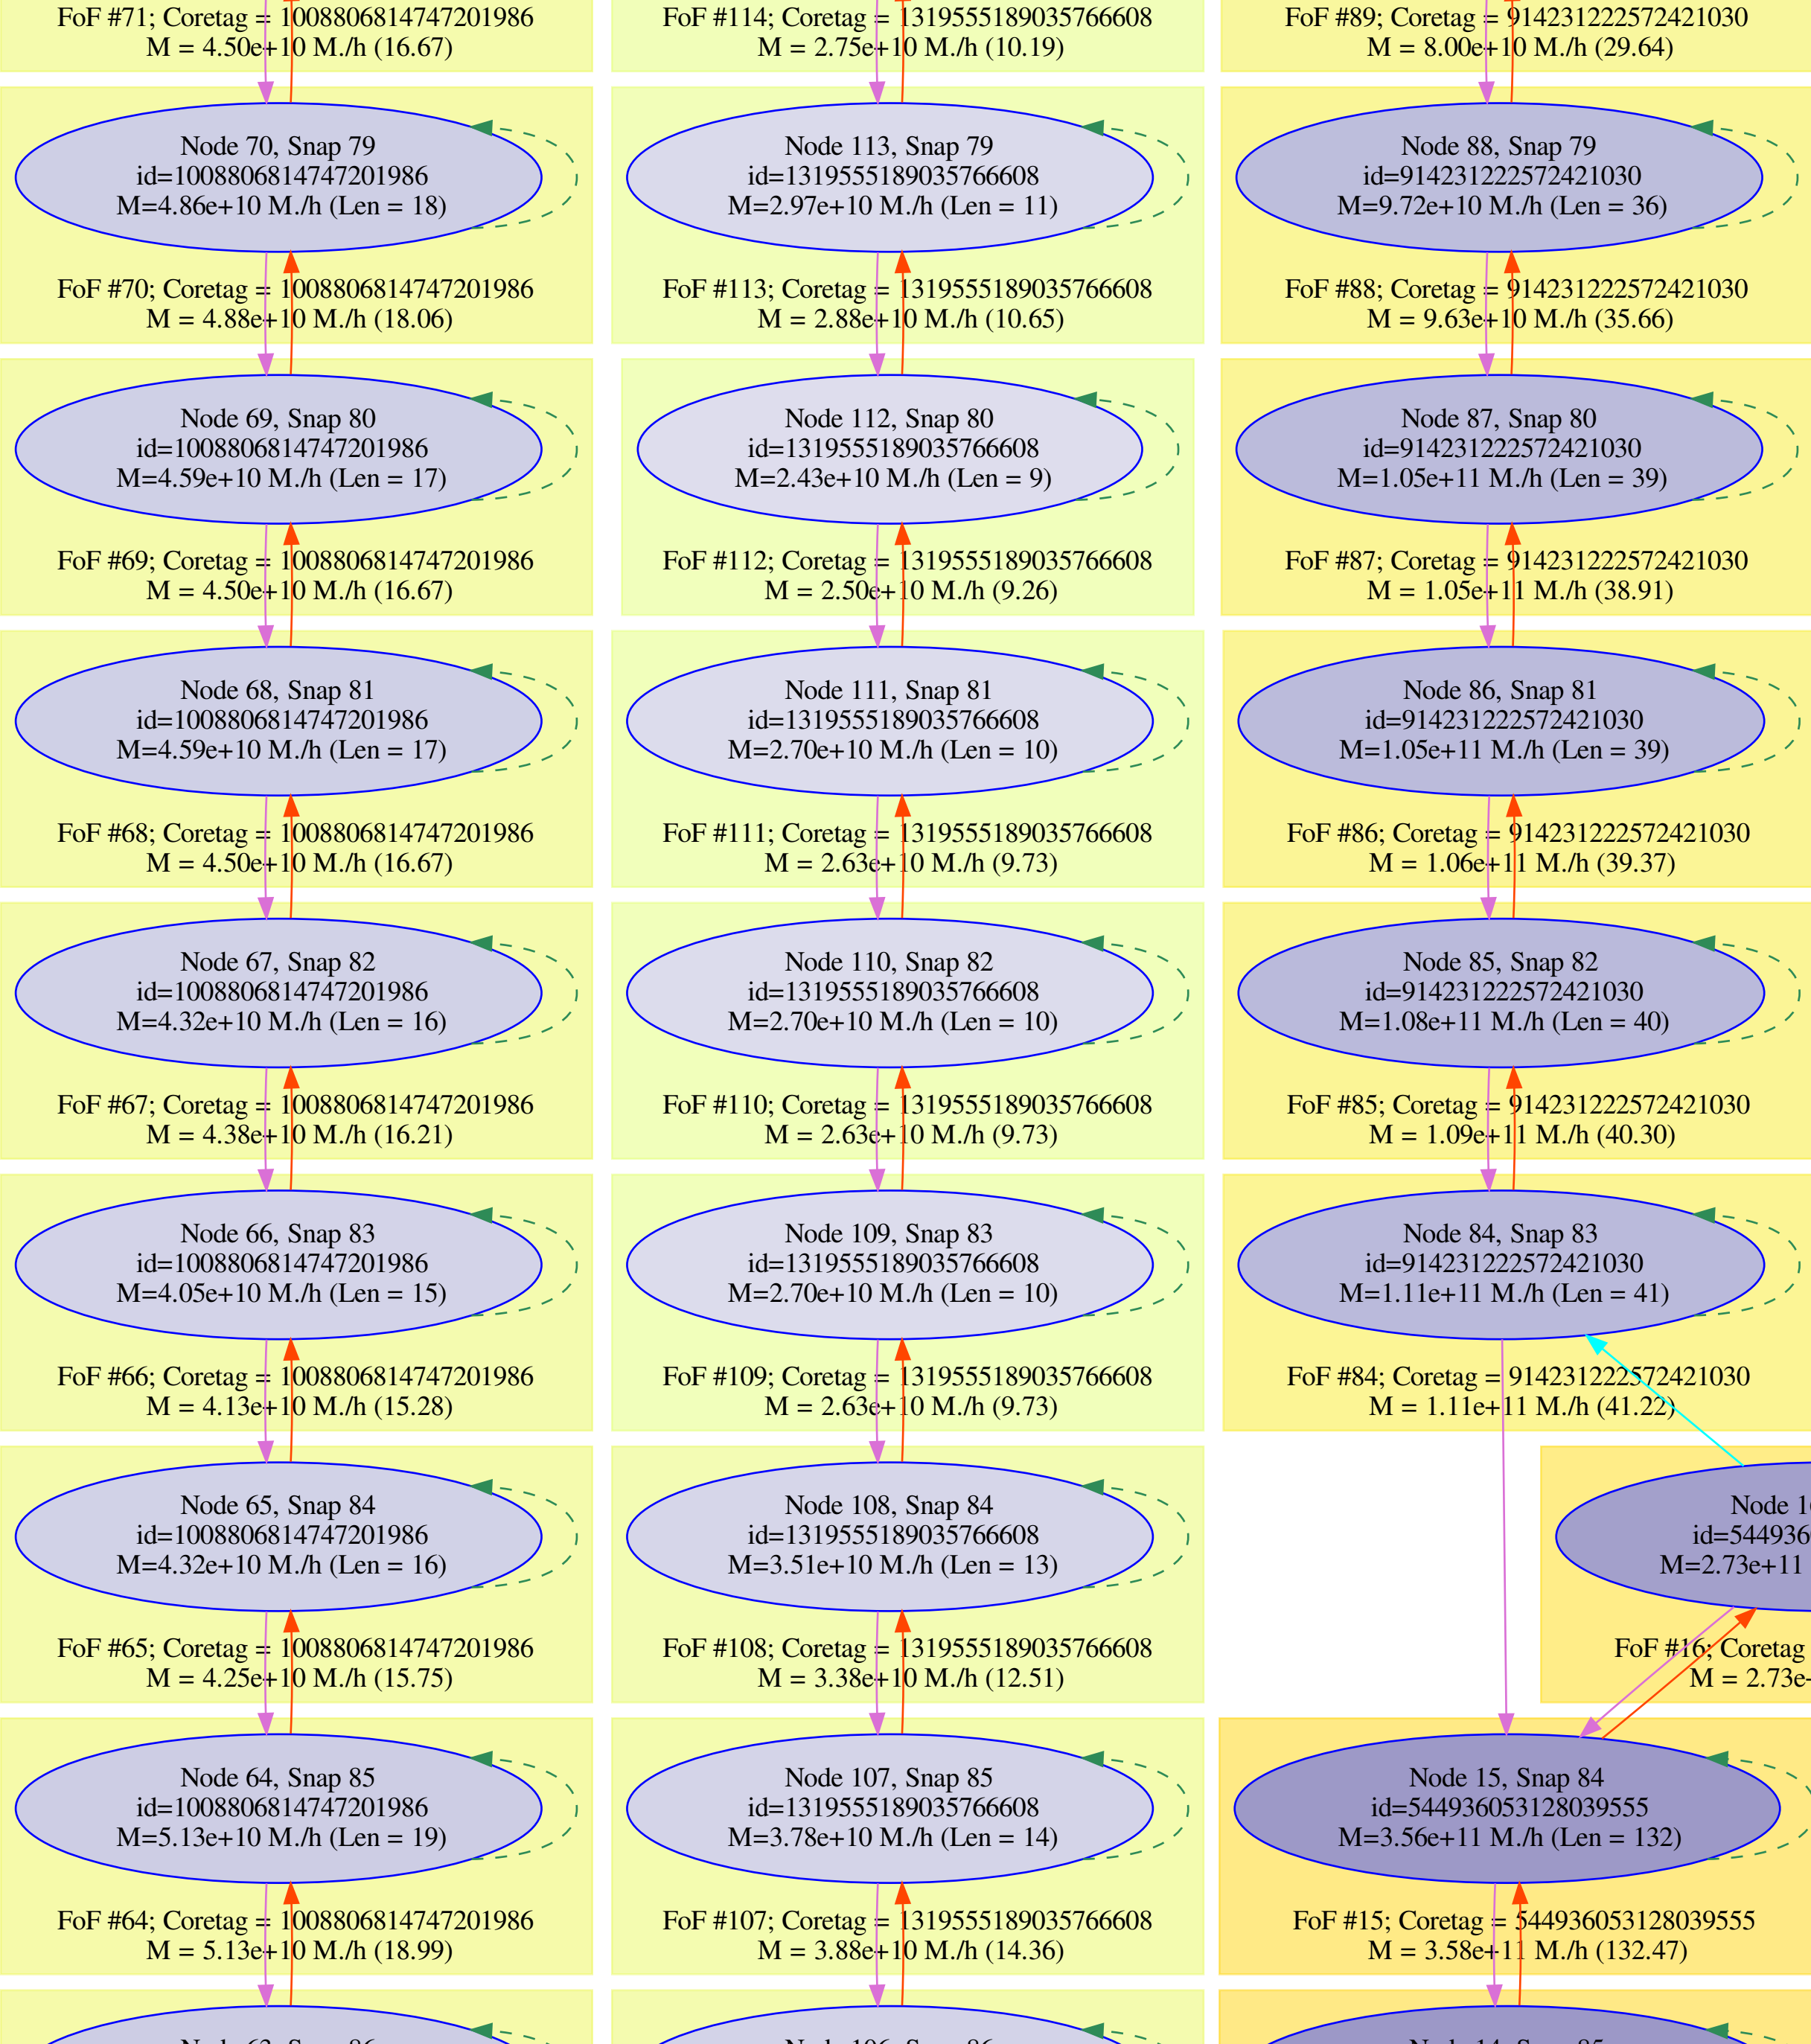 FoF #71; Coretag = 1008806814747201986
M = 4.50e+10 M./h (16.67)
FoF #114; Coretag = 1319555189035766608
M = 2.75e+10 M./h (10.19)
FoF #89; Coretag = 914231222572421030
M = 8.00e+10 M./h (29.64)
Node 70, Snap 79
id=1008806814747201986
M=4.86e+10 M./h (Len = 18)
FoF #70; Coretag = 1008806814747201986
M = 4.88e+10 M./h (18.06)
Node 113, Snap 79
id=1319555189035766608
M=2.97e+10 M./h (Len = 11)
FoF #113; Coretag = 1319555189035766608
M = 2.88e+10 M./h (10.65)
Node 88, Snap 79
id=914231222572421030
M=9.72e+10 M./h (Len = 36)
FoF #88; Coretag = 914231222572421030
M = 9.63e+10 M./h (35.66)
Node 69, Snap 80
id=1008806814747201986
M=4.59e+10 M./h (Len = 17)
FoF #69; Coretag = 1008806814747201986
M = 4.50e+10 M./h (16.67)
Node 112, Snap 80
id=1319555189035766608
M=2.43e+10 M./h (Len = 9)
FoF #112; Coretag = 1319555189035766608
M = 2.50e+10 M./h (9.26)
Node 87, Snap 80
id=914231222572421030
M=1.05e+11 M./h (Len = 39)
FoF #87; Coretag = 914231222572421030
M = 1.05e+11 M./h (38.91)
Node 68, Snap 81
id=1008806814747201986
M=4.59e+10 M./h (Len = 17)
FoF #68; Coretag = 1008806814747201986
M = 4.50e+10 M./h (16.67)
Node 111, Snap 81
id=1319555189035766608
M=2.70e+10 M./h (Len = 10)
FoF #111; Coretag = 1319555189035766608
M = 2.63e+10 M./h (9.73)
Node 86, Snap 81
id=914231222572421030
M=1.05e+11 M./h (Len = 39)
FoF #86; Coretag = 914231222572421030
M = 1.06e+11 M./h (39.37)
Node 67, Snap 82
id=1008806814747201986
M=4.32e+10 M./h (Len = 16)
FoF #67; Coretag = 1008806814747201986
M = 4.38e+10 M./h (16.21)
Node 110, Snap 82
id=1319555189035766608
M=2.70e+10 M./h (Len = 10)
FoF #110; Coretag = 1319555189035766608
M = 2.63e+10 M./h (9.73)
Node 85, Snap 82
id=914231222572421030
M=1.08e+11 M./h (Len = 40)
FoF #85; Coretag = 914231222572421030
M = 1.09e+11 M./h (40.30)
Node 66, Snap 83
id=1008806814747201986
M=4.05e+10 M./h (Len = 15)
FoF #66; Coretag = 1008806814747201986
M = 4.13e+10 M./h (15.28)
Node 109, Snap 83
id=1319555189035766608
M=2.70e+10 M./h (Len = 10)
FoF #109; Coretag = 1319555189035766608
M = 2.63e+10 M./h (9.73)
Node 84, Snap 83
id=914231222572421030
M=1.11e+11 M./h (Len = 41)
FoF #84; Coretag = 914231222572421030
M = 1.11e+11 M./h (41.22)
Node 65, Snap 84
id=1008806814747201986
M=4.32e+10 M./h (Len = 16)
FoF #65; Coretag = 1008806814747201986
M = 4.25e+10 M./h (15.75)
Node 108, Snap 84
id=1319555189035766608
M=3.51e+10 M./h (Len = 13)
FoF #108; Coretag = 1319555189035766608
M = 3.38e+10 M./h (12.51)
Node
id=544936
M=2.73e+11
FoF #16; Coretag
M = 2.73e+
Node 64, Snap 85
id=1008806814747201986
M=5.13e+10 M./h (Len = 19)
FoF #64; Coretag = 1008806814747201986
M = 5.13e+10 M./h (18.99)
Node 107, Snap 85
id=1319555189035766608
M=3.78e+10 M./h (Len = 14)
FoF #107; Coretag = 1319555189035766608
M = 3.88e+10 M./h (14.36)
Node 15, Snap 84
id=544936053128039555
M=3.56e+11 M./h (Len = 132)
FoF #15; Coretag = 544936053128039555
M = 3.58e+11 M./h (132.47)